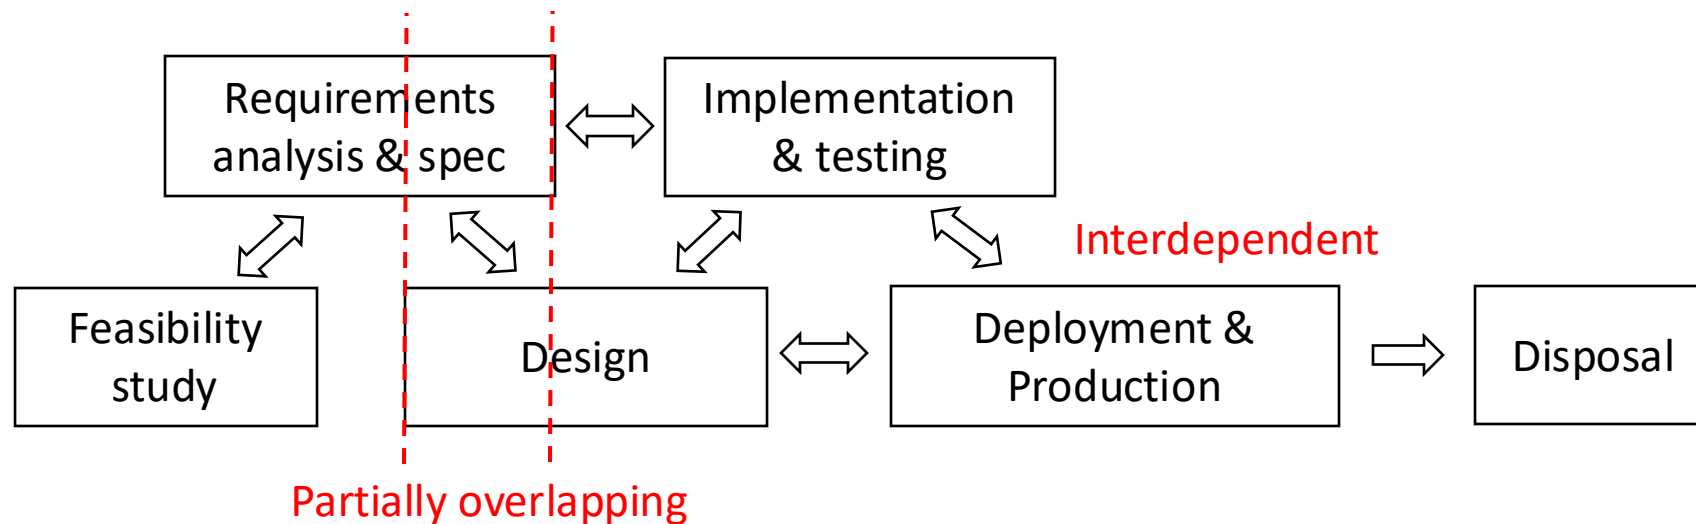 Requirements
analysis & spec
Implementation
& testing
Interdependent
Feasibility
study
Design
Deployment &
Production
Disposal
Partially overlapping